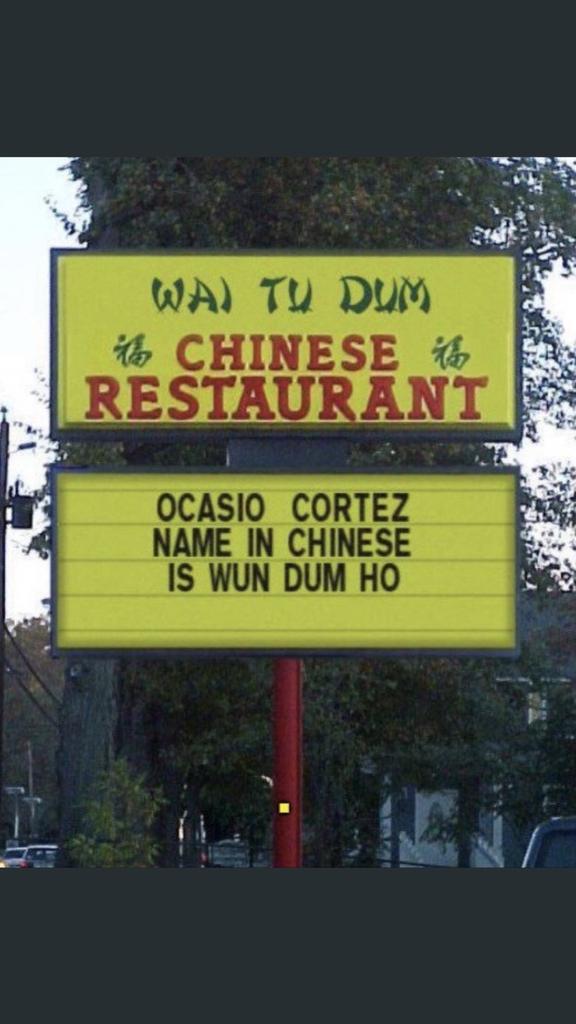 WAI TU DUM
福 CHINESE 福
RESTAURANT
OCASIO CORTEZ
NAME IN CHINESE
IS WUN DUM HO